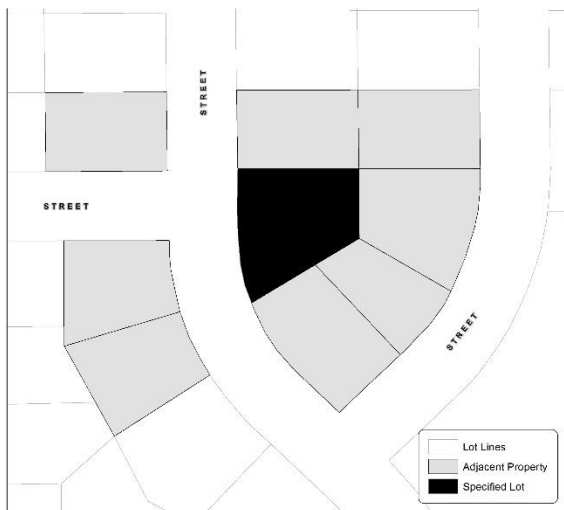 STREET
STREET
STREET
Lot Lines
Adjacent Property
Specified Lot